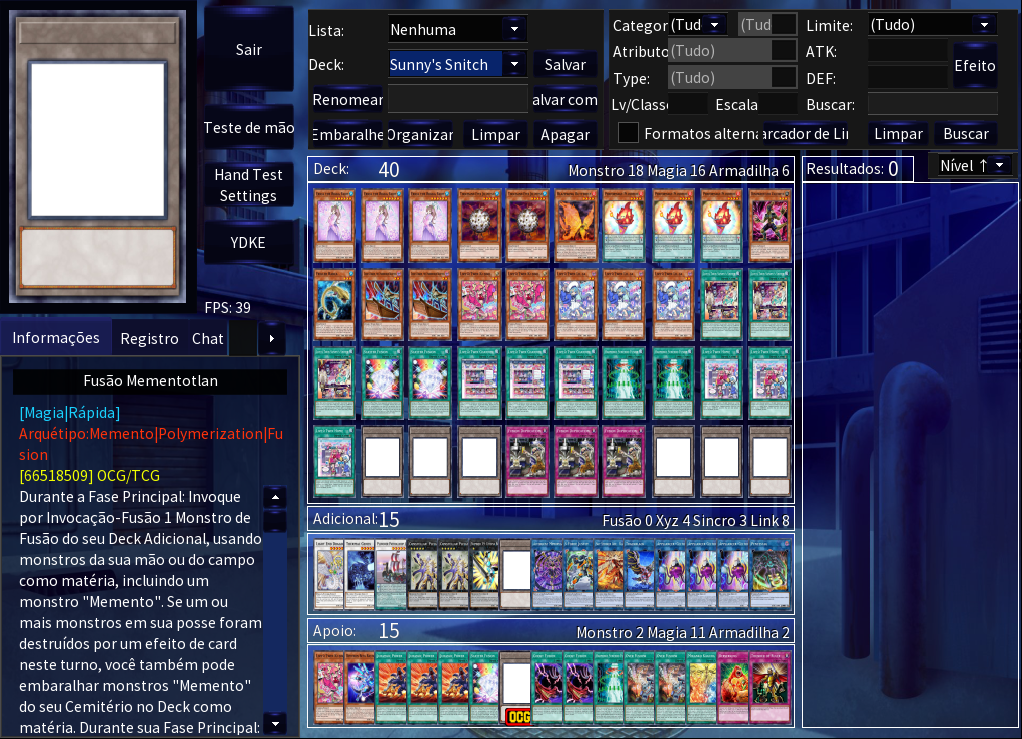 Sair
Teste de mão
Hand Test
Settings
YDKE
FPS: 39
Lista: Nenhuma
Deck: Sunny's Snitch Salvar
Renomear alvar com
Embaralhe Organizar Limpar Apagar
Categor (Tud (Tud Limite: (Tudo)
Atributo (Tudo) ATK: Efeito
Type: (Tudo) DEF:
Lv/Classe Escala Buscar:
Formatos alterna arcador de Lin Limpar Buscar
Deck: 40 Monstro 18 Magia 16 Armadilha 6
Resultados: 0 Nível ↑
Informações Registro Chat
Fusão Mementotlan
[Magia|Rápida]
Arquétipo:Memento|Polymerization|Fu
sion
[66518509] OCG/TCG
Durante a Fase Principal: Invoque
por Invocação-Fusão 1 Monstro de
Fusão do seu Deck Adicional, usando
monstros da sua mão ou do campo
como matéria, incluindo um
monstro "Memento". Se um ou
mais monstros em sua posse foram
destruídos por um efeito de card
neste turno, você também pode
embaralhar monstros "Memento"
do seu Cemitério no Deck como
matéria. Durante sua Fase Principal:
Adicional: 15 Fusão 0 Xyz 4 Sincro 3 Link 8
Apoio: 15 Monstro 2 Magia 11 Armadilha 2
OCG